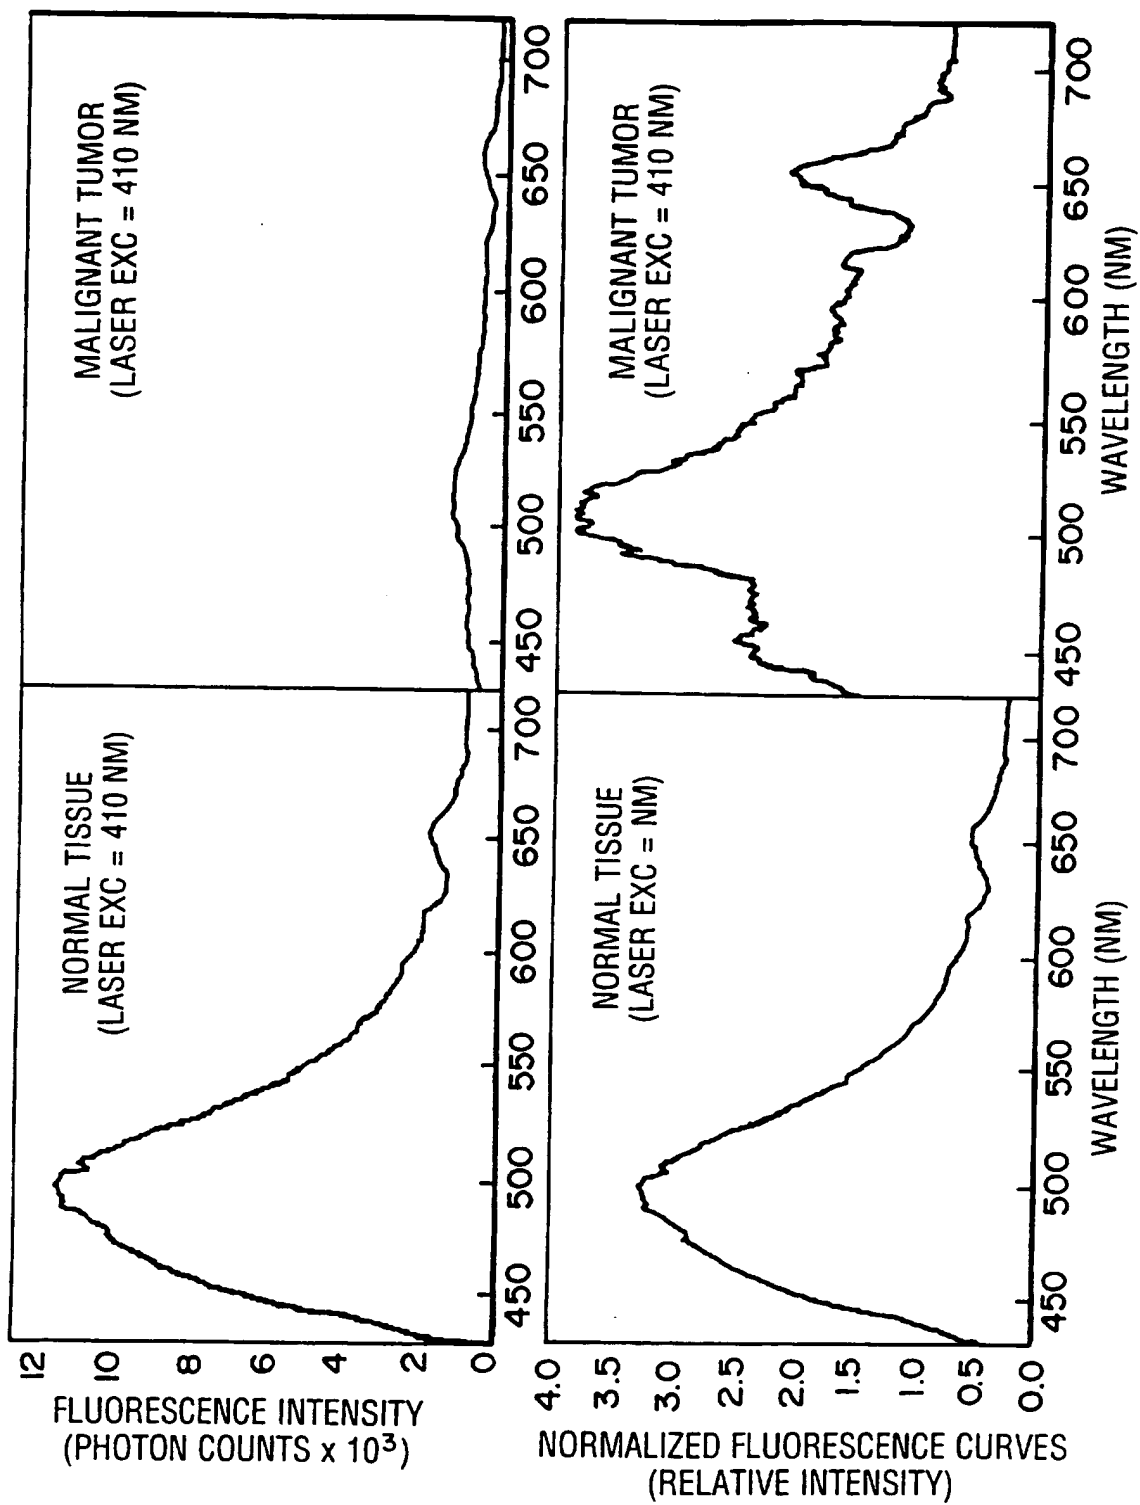 FLUORESCENCE INTENSITY
(PHOTON COUNTS x 10³)
12
10
8
6
4
2
0
NORMAL TISSUE
(LASER EXC = 410 NM)
450 500 550 600 650 700
MALIGNANT TUMOR
(LASER EXC = 410 NM)
450 500 550 600 650 700
NORMALIZED FLUORESCENCE CURVES
(RELATIVE INTENSITY)
4.0
3.5
3.0
2.5
2.0
1.5
1.0
0.5
0.0
NORMAL TISSUE
(LASER EXC = NM)
450 500 550 600 650 700
WAVELENGTH (NM)
MALIGNANT TUMOR
(LASER EXC = 410 NM)
450 500 550 600 650 700
WAVELENGTH (NM)